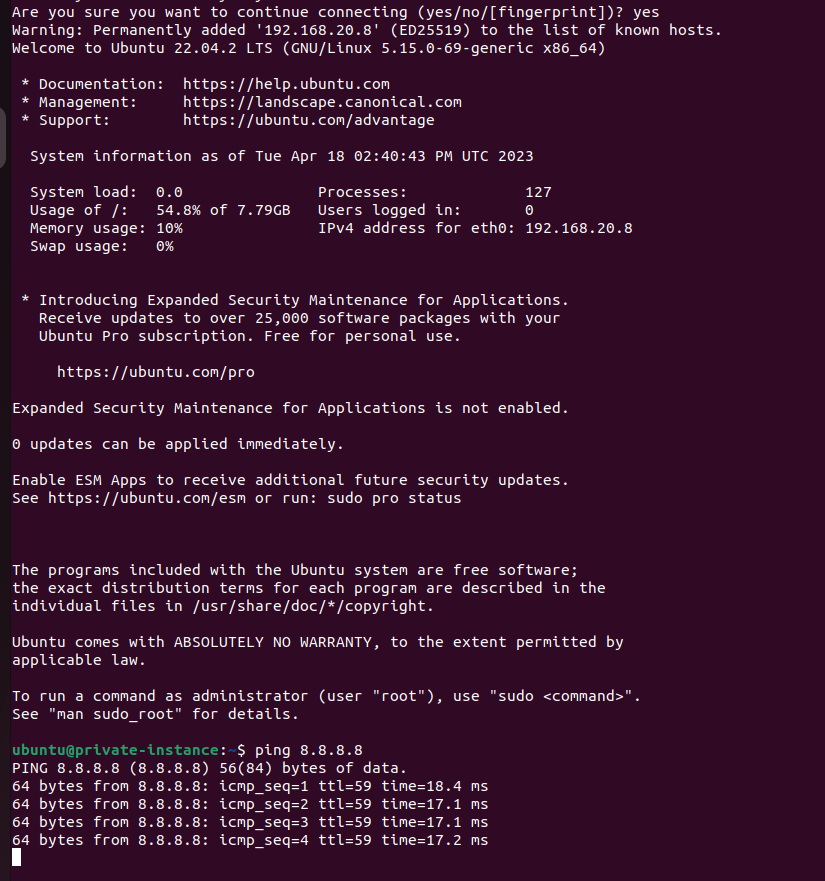 Are you sure you want to continue connecting (yes/no/[fingerprint])? yes
Warning: Permanently added '192.168.20.8' (ED25519) to the list of known hosts.
Welcome to Ubuntu 22.04.2 LTS (GNU/Linux 5.15.0-69-generic x86_64)

 * Documentation:  https://help.ubuntu.com
 * Management:     https://landscape.canonical.com
 * Support:        https://ubuntu.com/advantage

  System information as of Tue Apr 18 02:40:43 PM UTC 2023

  System load:  0.0               Processes:             127
  Usage of /:   54.8% of 7.79GB   Users logged in:       0
  Memory usage: 10%               IPv4 address for eth0: 192.168.20.8
  Swap usage:   0%

 * Introducing Expanded Security Maintenance for Applications.
   Receive updates to over 25,000 software packages with your
   Ubuntu Pro subscription. Free for personal use.

     https://ubuntu.com/pro

Expanded Security Maintenance for Applications is not enabled.

0 updates can be applied immediately.

Enable ESM Apps to receive additional future security updates.
See https://ubuntu.com/esm or run: sudo pro status

The programs included with the Ubuntu system are free software;
the exact distribution terms for each program are described in the
individual files in /usr/share/doc/*/copyright.

Ubuntu comes with ABSOLUTELY NO WARRANTY, to the extent permitted by
applicable law.

To run a command as administrator (user "root"), use "sudo <command>".
See "man sudo_root" for details.

ubuntu@private-instance:~$ ping 8.8.8.8
PING 8.8.8.8 (8.8.8.8) 56(84) bytes of data.
64 bytes from 8.8.8.8: icmp_seq=1 ttl=59 time=18.4 ms
64 bytes from 8.8.8.8: icmp_seq=2 ttl=59 time=17.1 ms
64 bytes from 8.8.8.8: icmp_seq=3 ttl=59 time=17.1 ms
64 bytes from 8.8.8.8: icmp_seq=4 ttl=59 time=17.2 ms